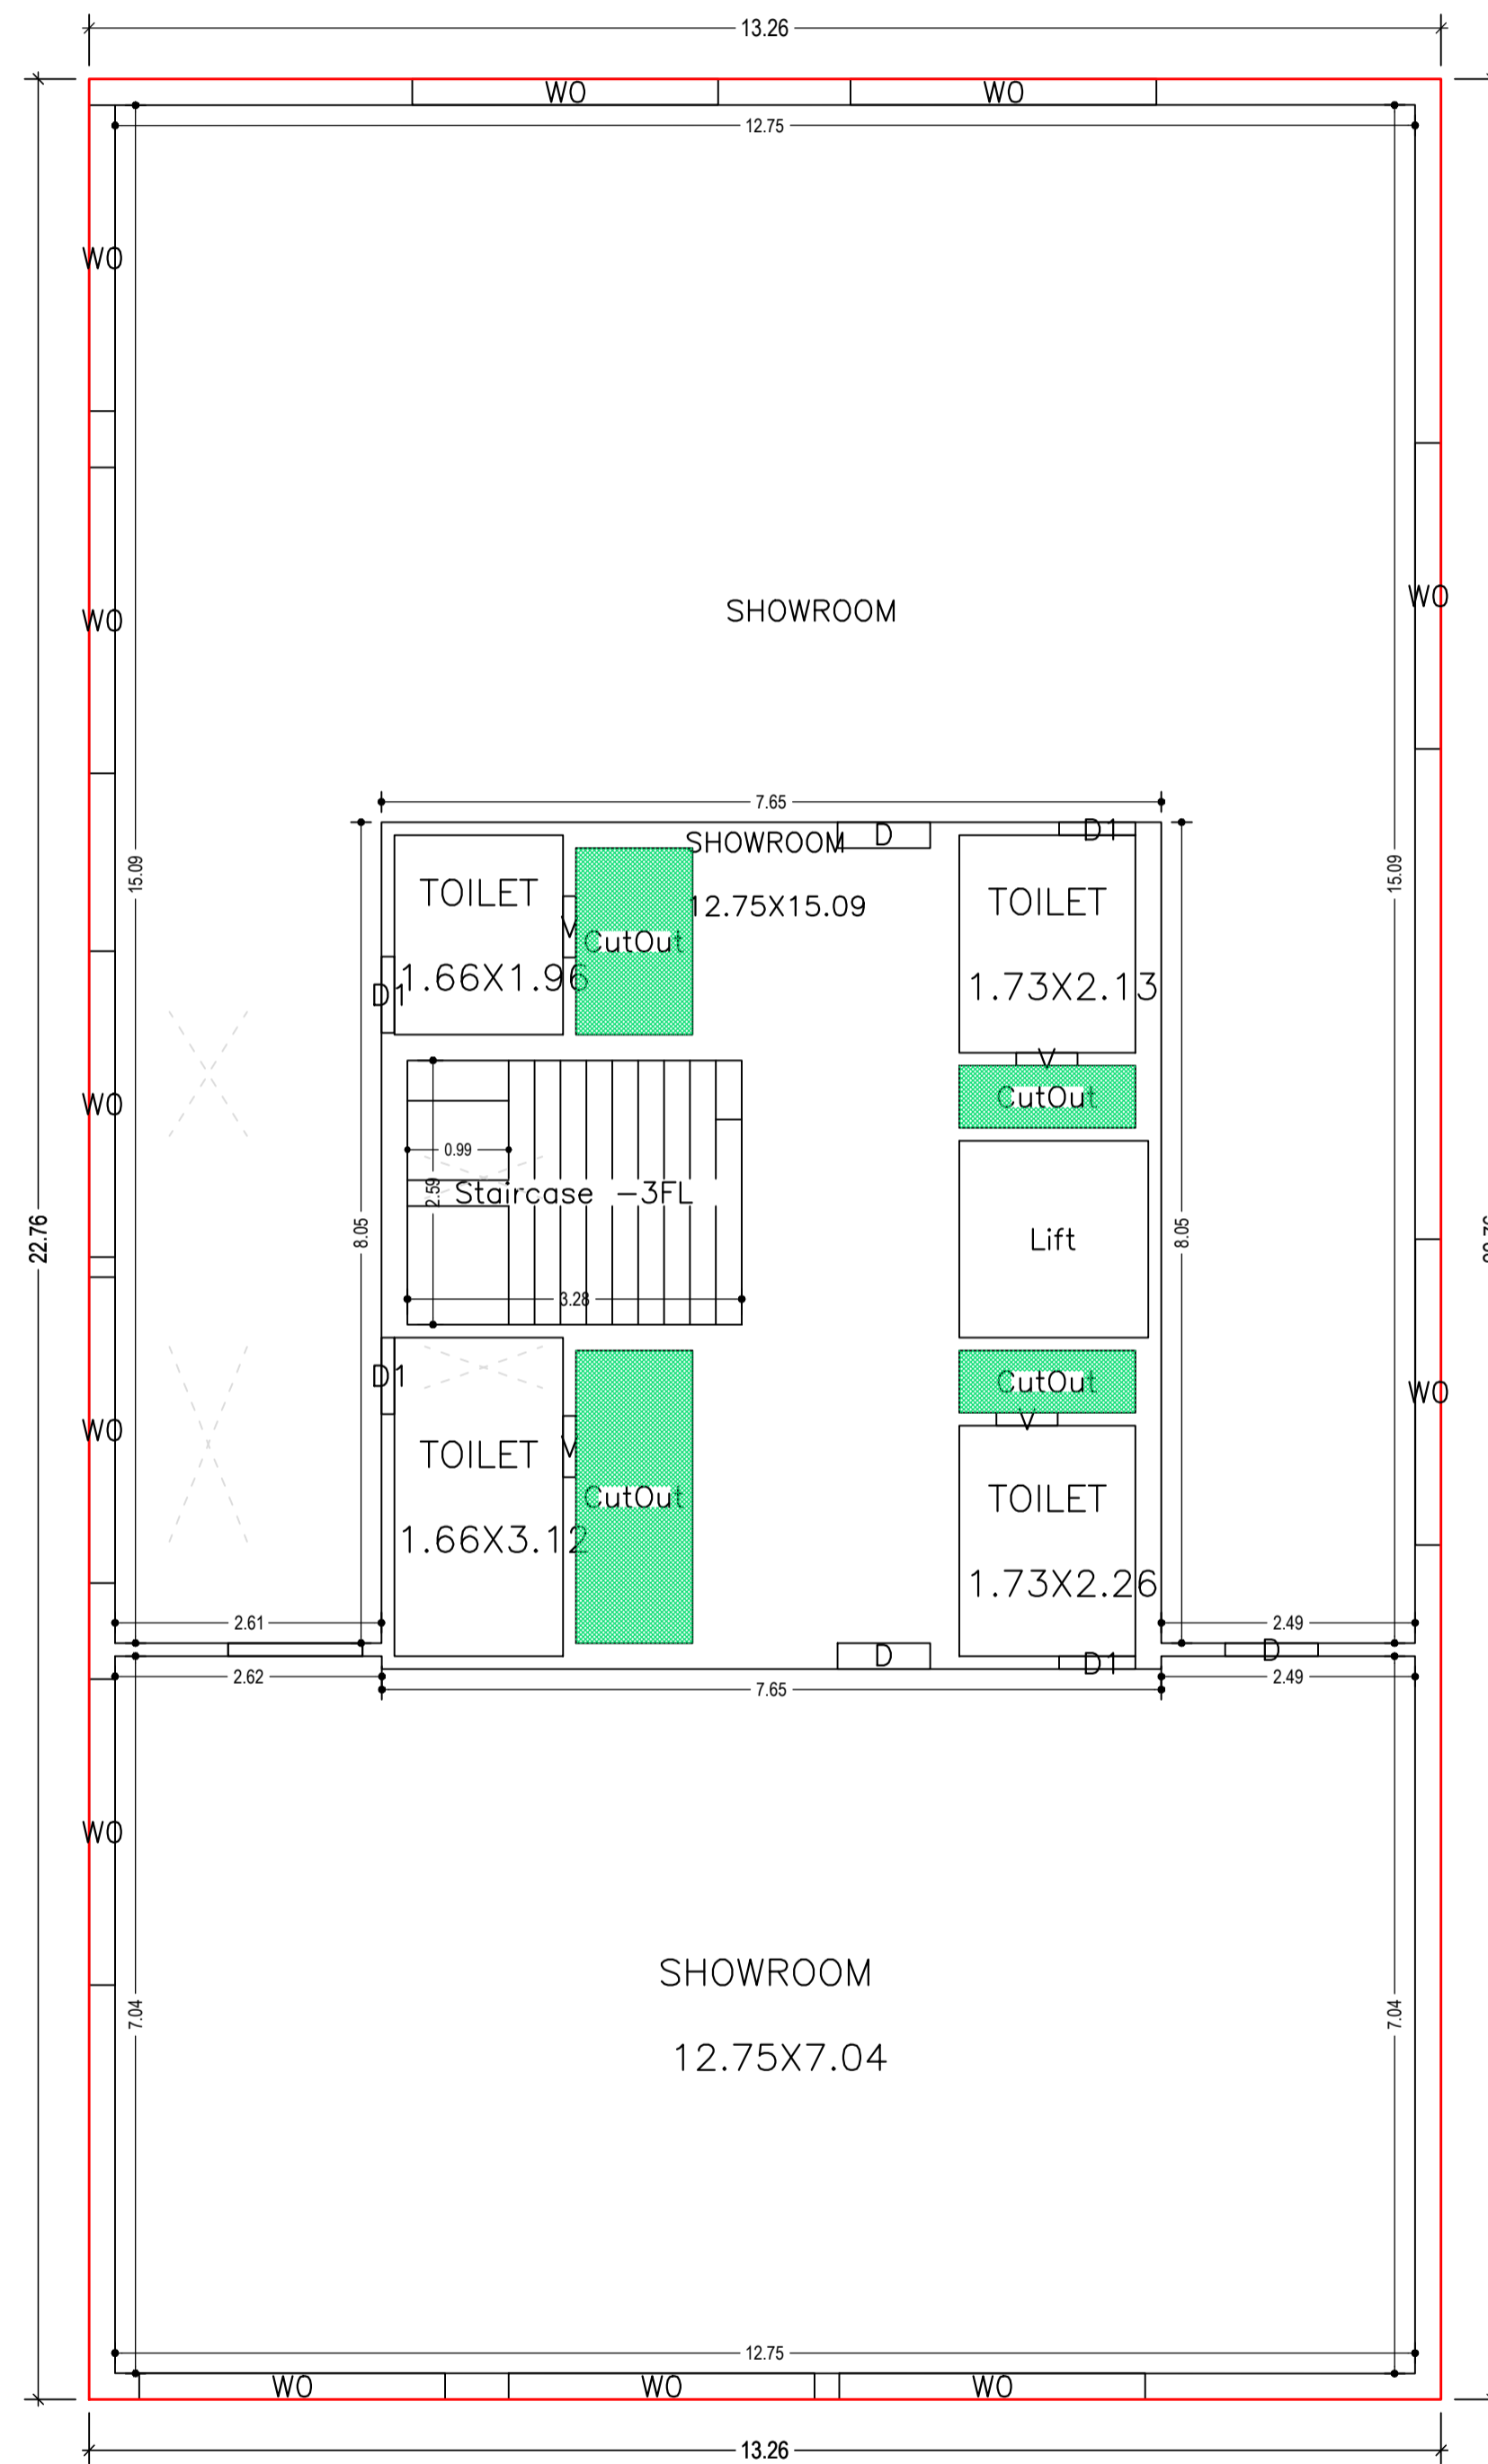 13.26
WO
WO
12.75
WO
SHOWROOM
WO
WO
7.65
SHOWROOM
D
D1
15.09
15.09
TOILET
TOILET
12.75X15.09
V
CutOut
1.66X1.96
1.73X2.13
D1
V
CutOut
WO
0.99
2.59
Staircase -3FL
8.05
8.05
22.76
Lift
3.28
D1
CutOut
WO
WO
V
V
TOILET
CutOut
TOILET
1.66X3.12
1.73X2.26
2.61
2.49
D
D
D1
2.62
2.49
7.65
WO
SHOWROOM
7.04
7.04
12.75X7.04
12.75
WO
WO
WO
13.26